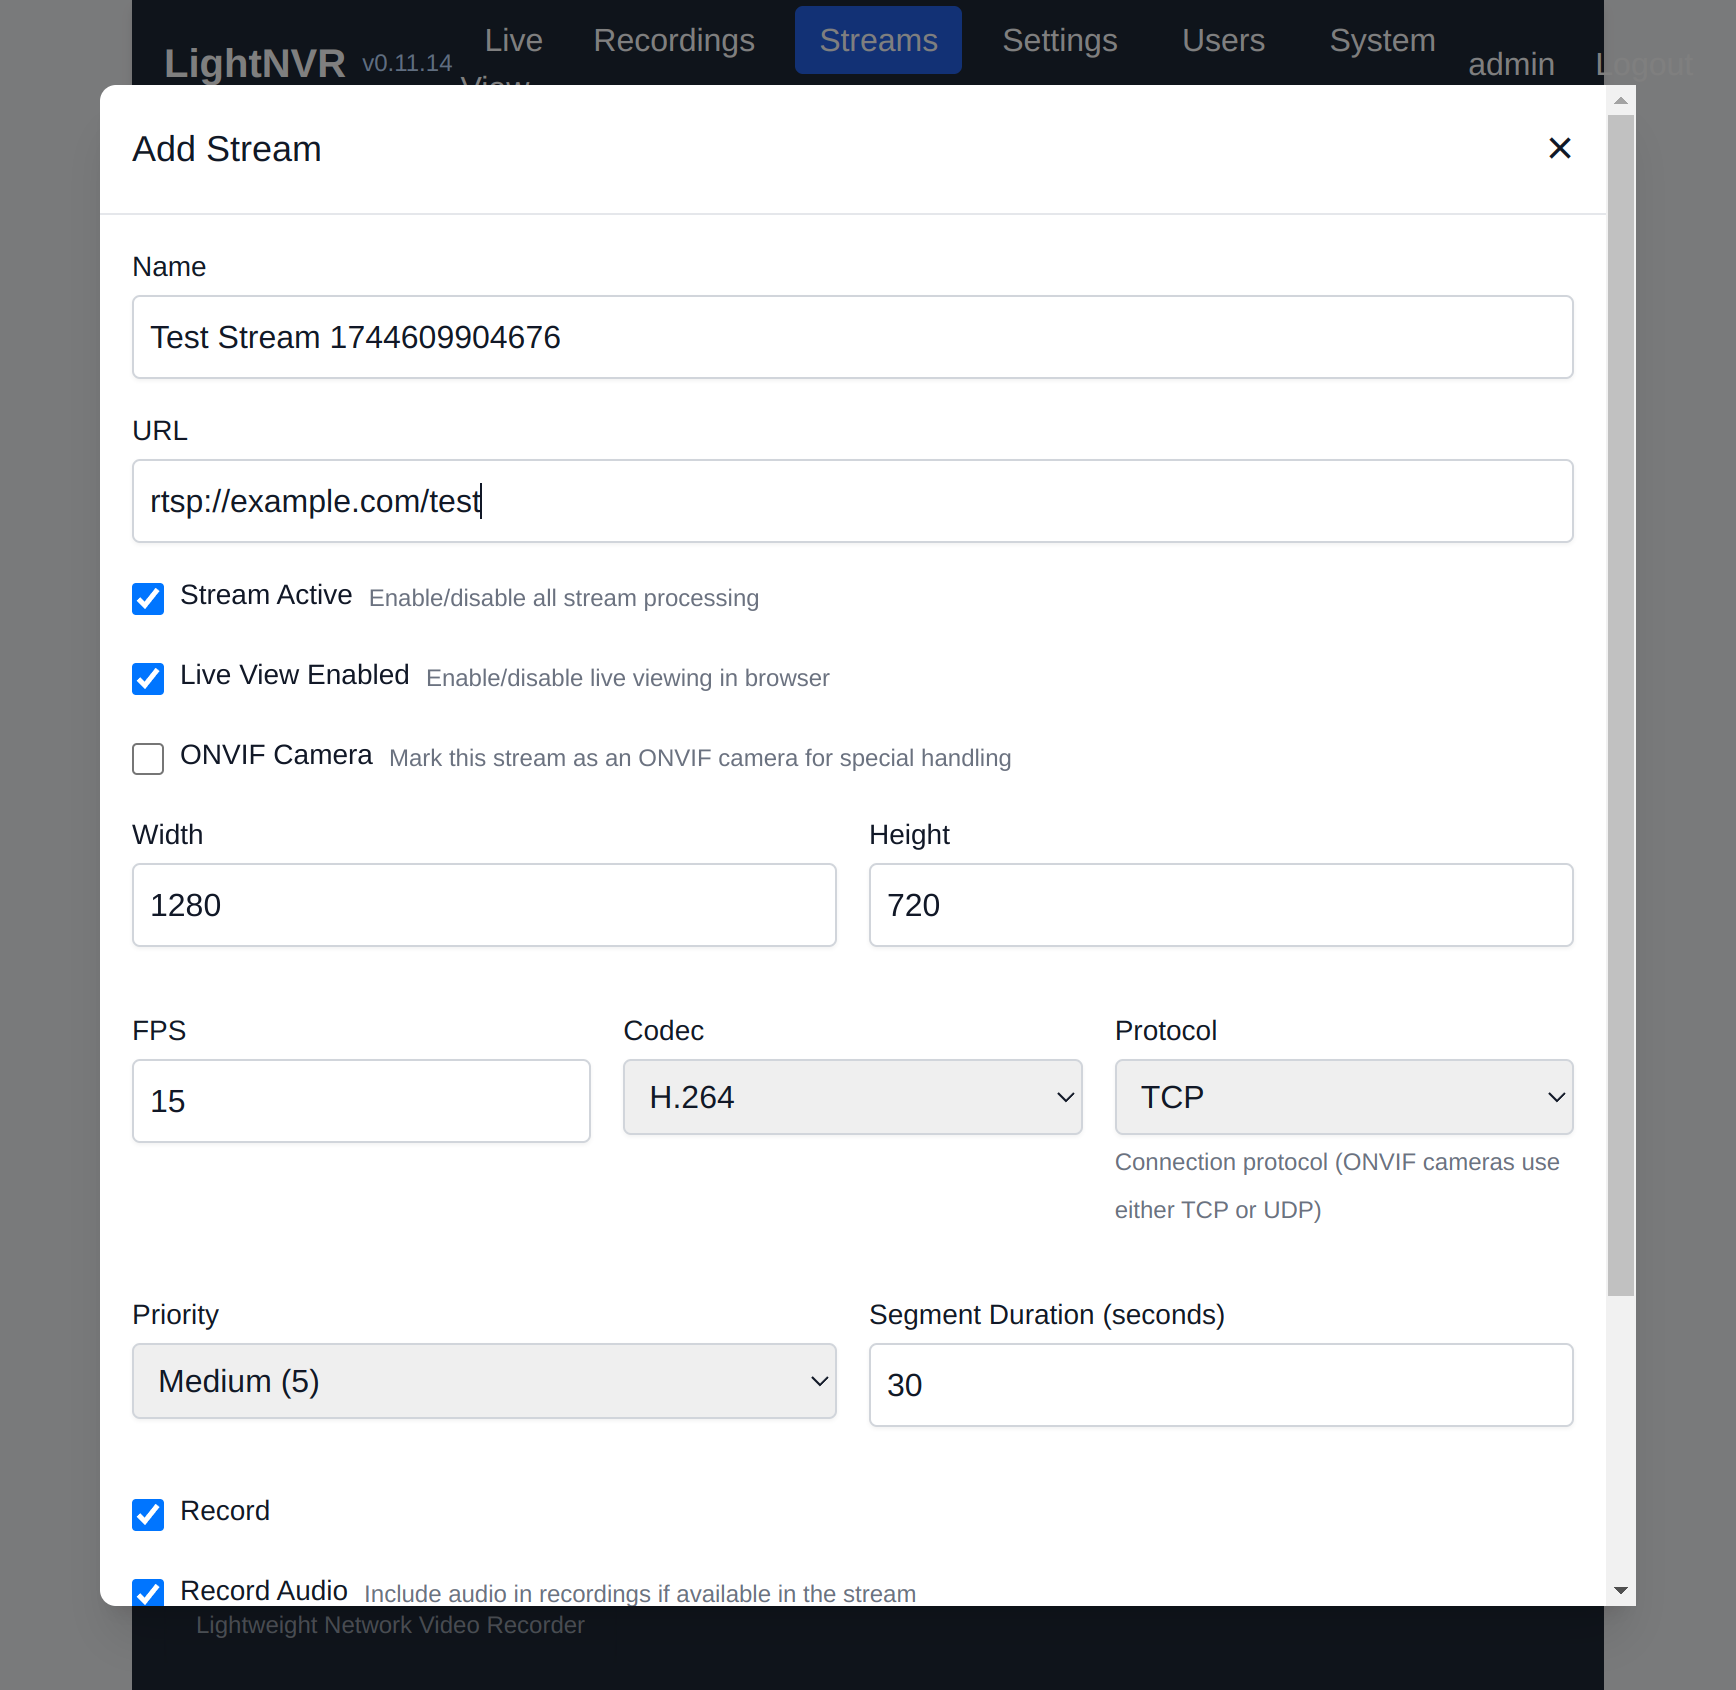 LightNVR v0.11.14 Live View Recordings Streams Settings Users System admin Logout
Add Stream
Name
Test Stream 1744609904676
URL
rtsp://example.com/test
Stream Active Enable/disable all stream processing
Live View Enabled Enable/disable live viewing in browser
ONVIF Camera Mark this stream as an ONVIF camera for special handling
Width Height
1280 720
FPS Codec Protocol
15 H.264 TCP
Connection protocol (ONVIF cameras use
either TCP or UDP)
Priority Segment Duration (seconds)
Medium (5) 30
Record
Record Audio Include audio in recordings if available in the stream
Lightweight Network Video Recorder